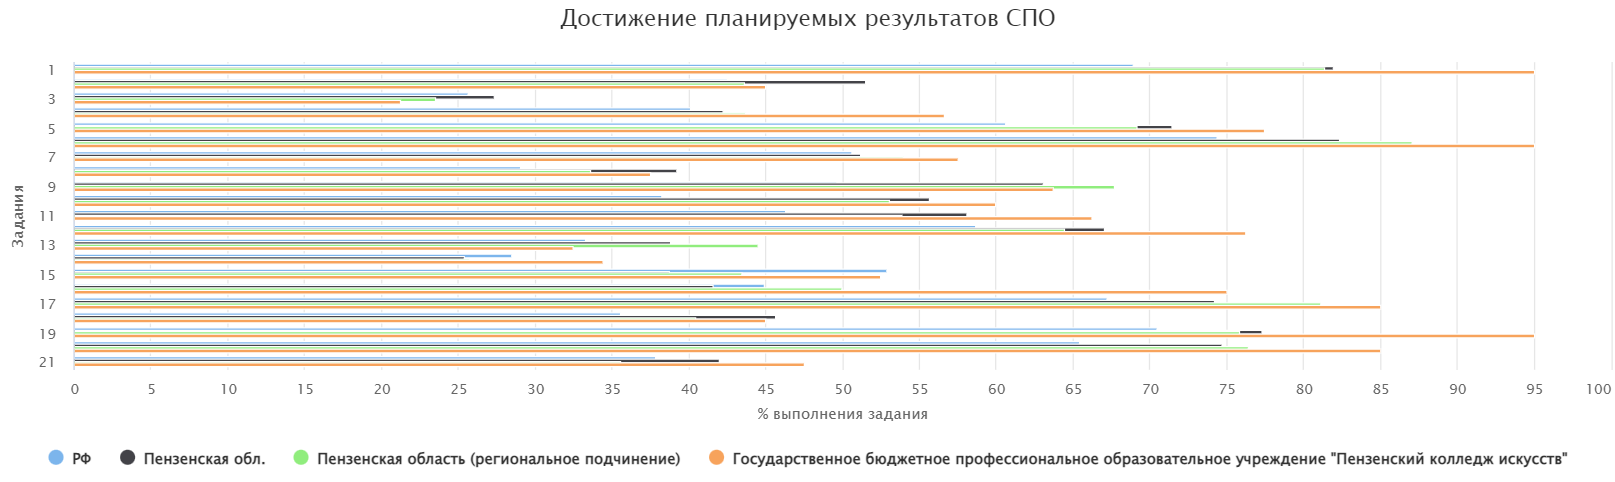 Достижение планируемых результатов СПО
Задания
1
3
5
7
9
11
13
15
17
19
21
0 5 10 15 20 25 30 35 40 45 50 55 60 65 70 75 80 85 90 95 100
% выполнения задания
РФ Пензенская обл. Пензенская область (региональное подчинение) Государственное бюджетное профессиональное образовательное учреждение "Пензенский колледж искусств"